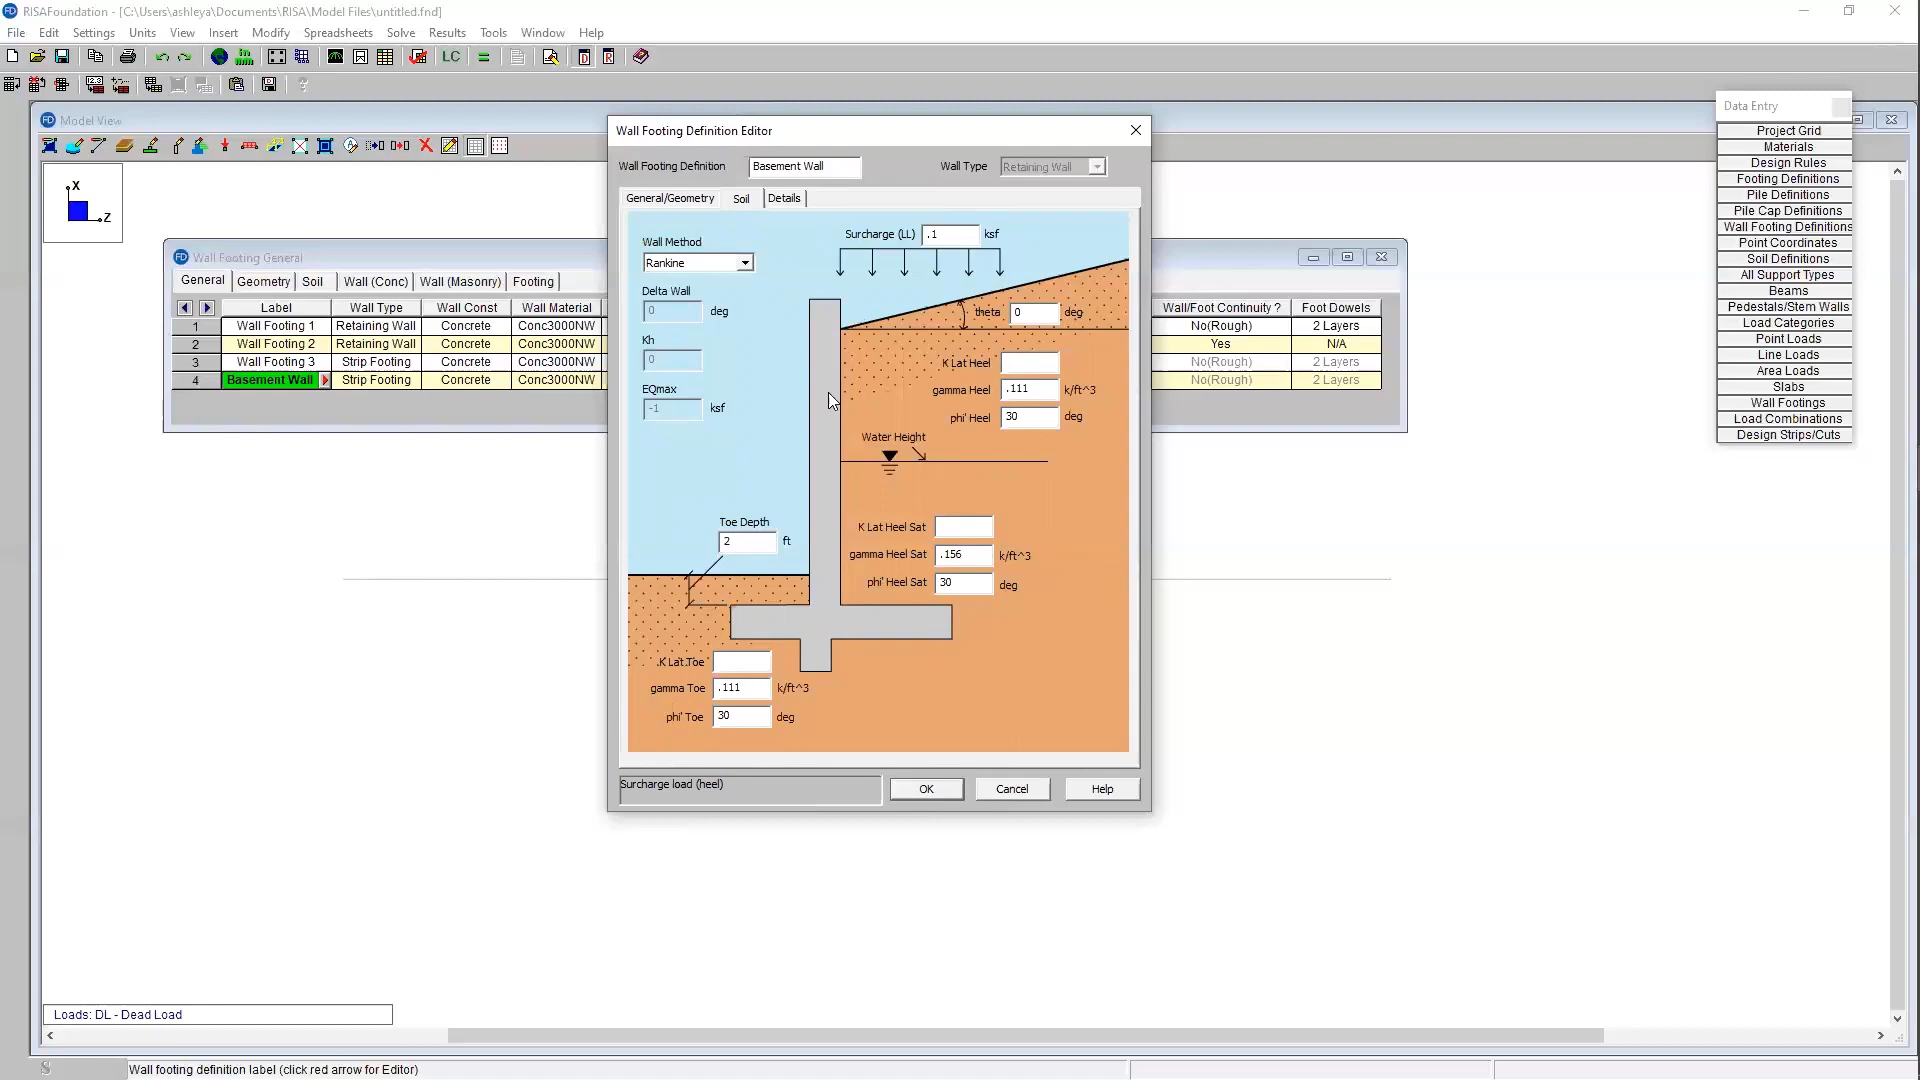 RISAFoundation - [C:\Users\ashleya\Documents\RISA\Model Files\untitled.fnd]
File Edit Settings Units View Insert Modify Spreadsheets Solve Results Tools Window Help
LC
Model View
X
Z
Wall Footing General
General Geometry Soil Wall (Conc) Wall (Masonry) Footing
Label Wall Type Wall Const Wall Material Wall/Foot Continuity ? Foot Dowels
1 Wall Footing 1 Retaining Wall Concrete Conc3000NW No(Rough) 2 Layers
2 Wall Footing 2 Retaining Wall Concrete Conc3000NW Yes N/A
3 Wall Footing 3 Strip Footing Concrete Conc3000NW No(Rough) 2 Layers
4 Basement Wall Strip Footing Concrete Conc3000NW No(Rough) 2 Layers
Wall Footing Definition Editor
Wall Footing Definition Basement Wall Wall Type Retaining Wall
General/Geometry Soil Details
Surcharge (LL) .1 ksf
Wall Method
Rankine
Delta Wall
0 deg
theta 0 deg
Kh
0
K Lat Heel
EQmax
gamma Heel .111 k/ft^3
-1 ksf
phi' Heel 30 deg
Water Height
Toe Depth
2 ft
K Lat Heel Sat
gamma Heel Sat .156 k/ft^3
phi' Heel Sat 30 deg
K Lat Toe
gamma Toe .111 k/ft^3
phi' Toe 30 deg
Surcharge load (heel)
OK Cancel Help
Data Entry
Project Grid
Materials
Design Rules
Footing Definitions
Pile Definitions
Pile Cap Definitions
Wall Footing Definitions
Point Coordinates
Soil Definitions
All Support Types
Beams
Pedestals/Stem Walls
Load Categories
Point Loads
Line Loads
Area Loads
Slabs
Wall Footings
Load Combinations
Design Strips/Cuts
Loads: DL - Dead Load
S Wall footing definition label (click red arrow for Editor)